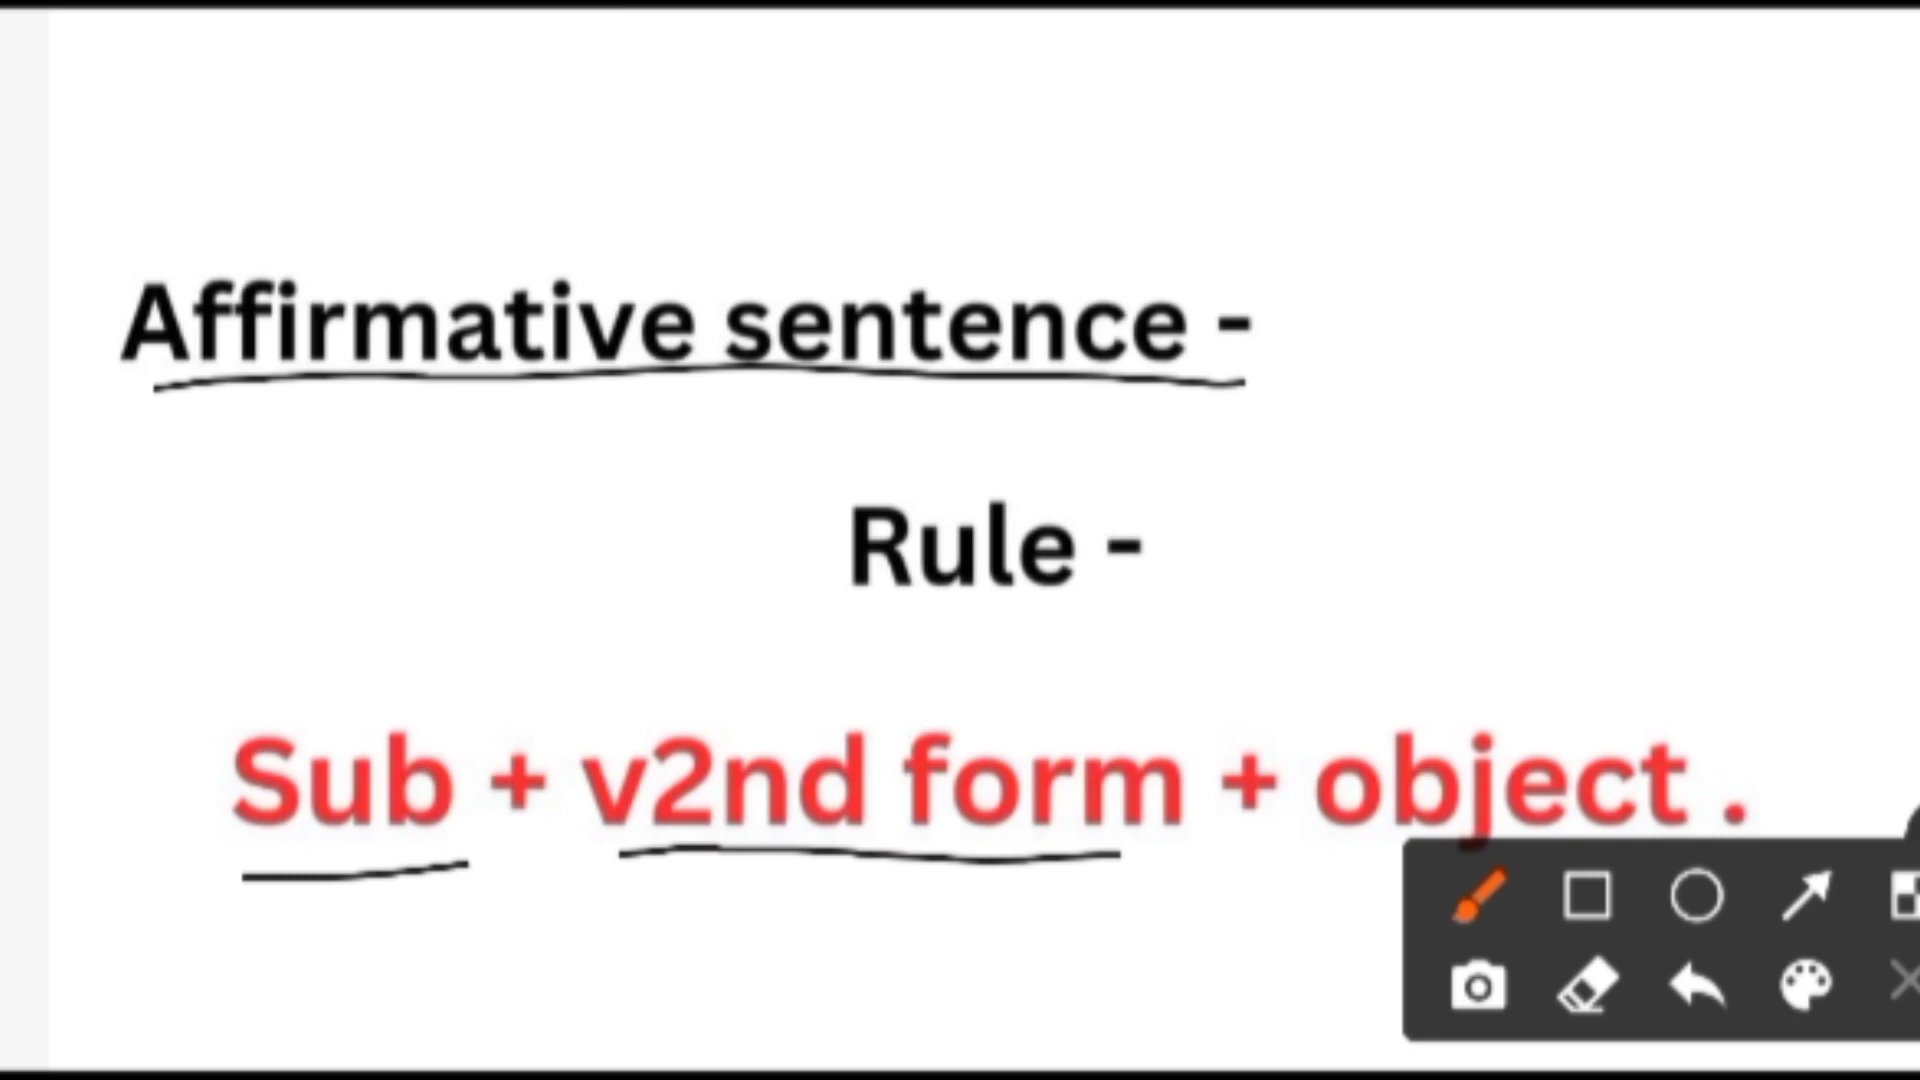 Affirmative sentence -
Rule -
Sub + v2nd form + object .